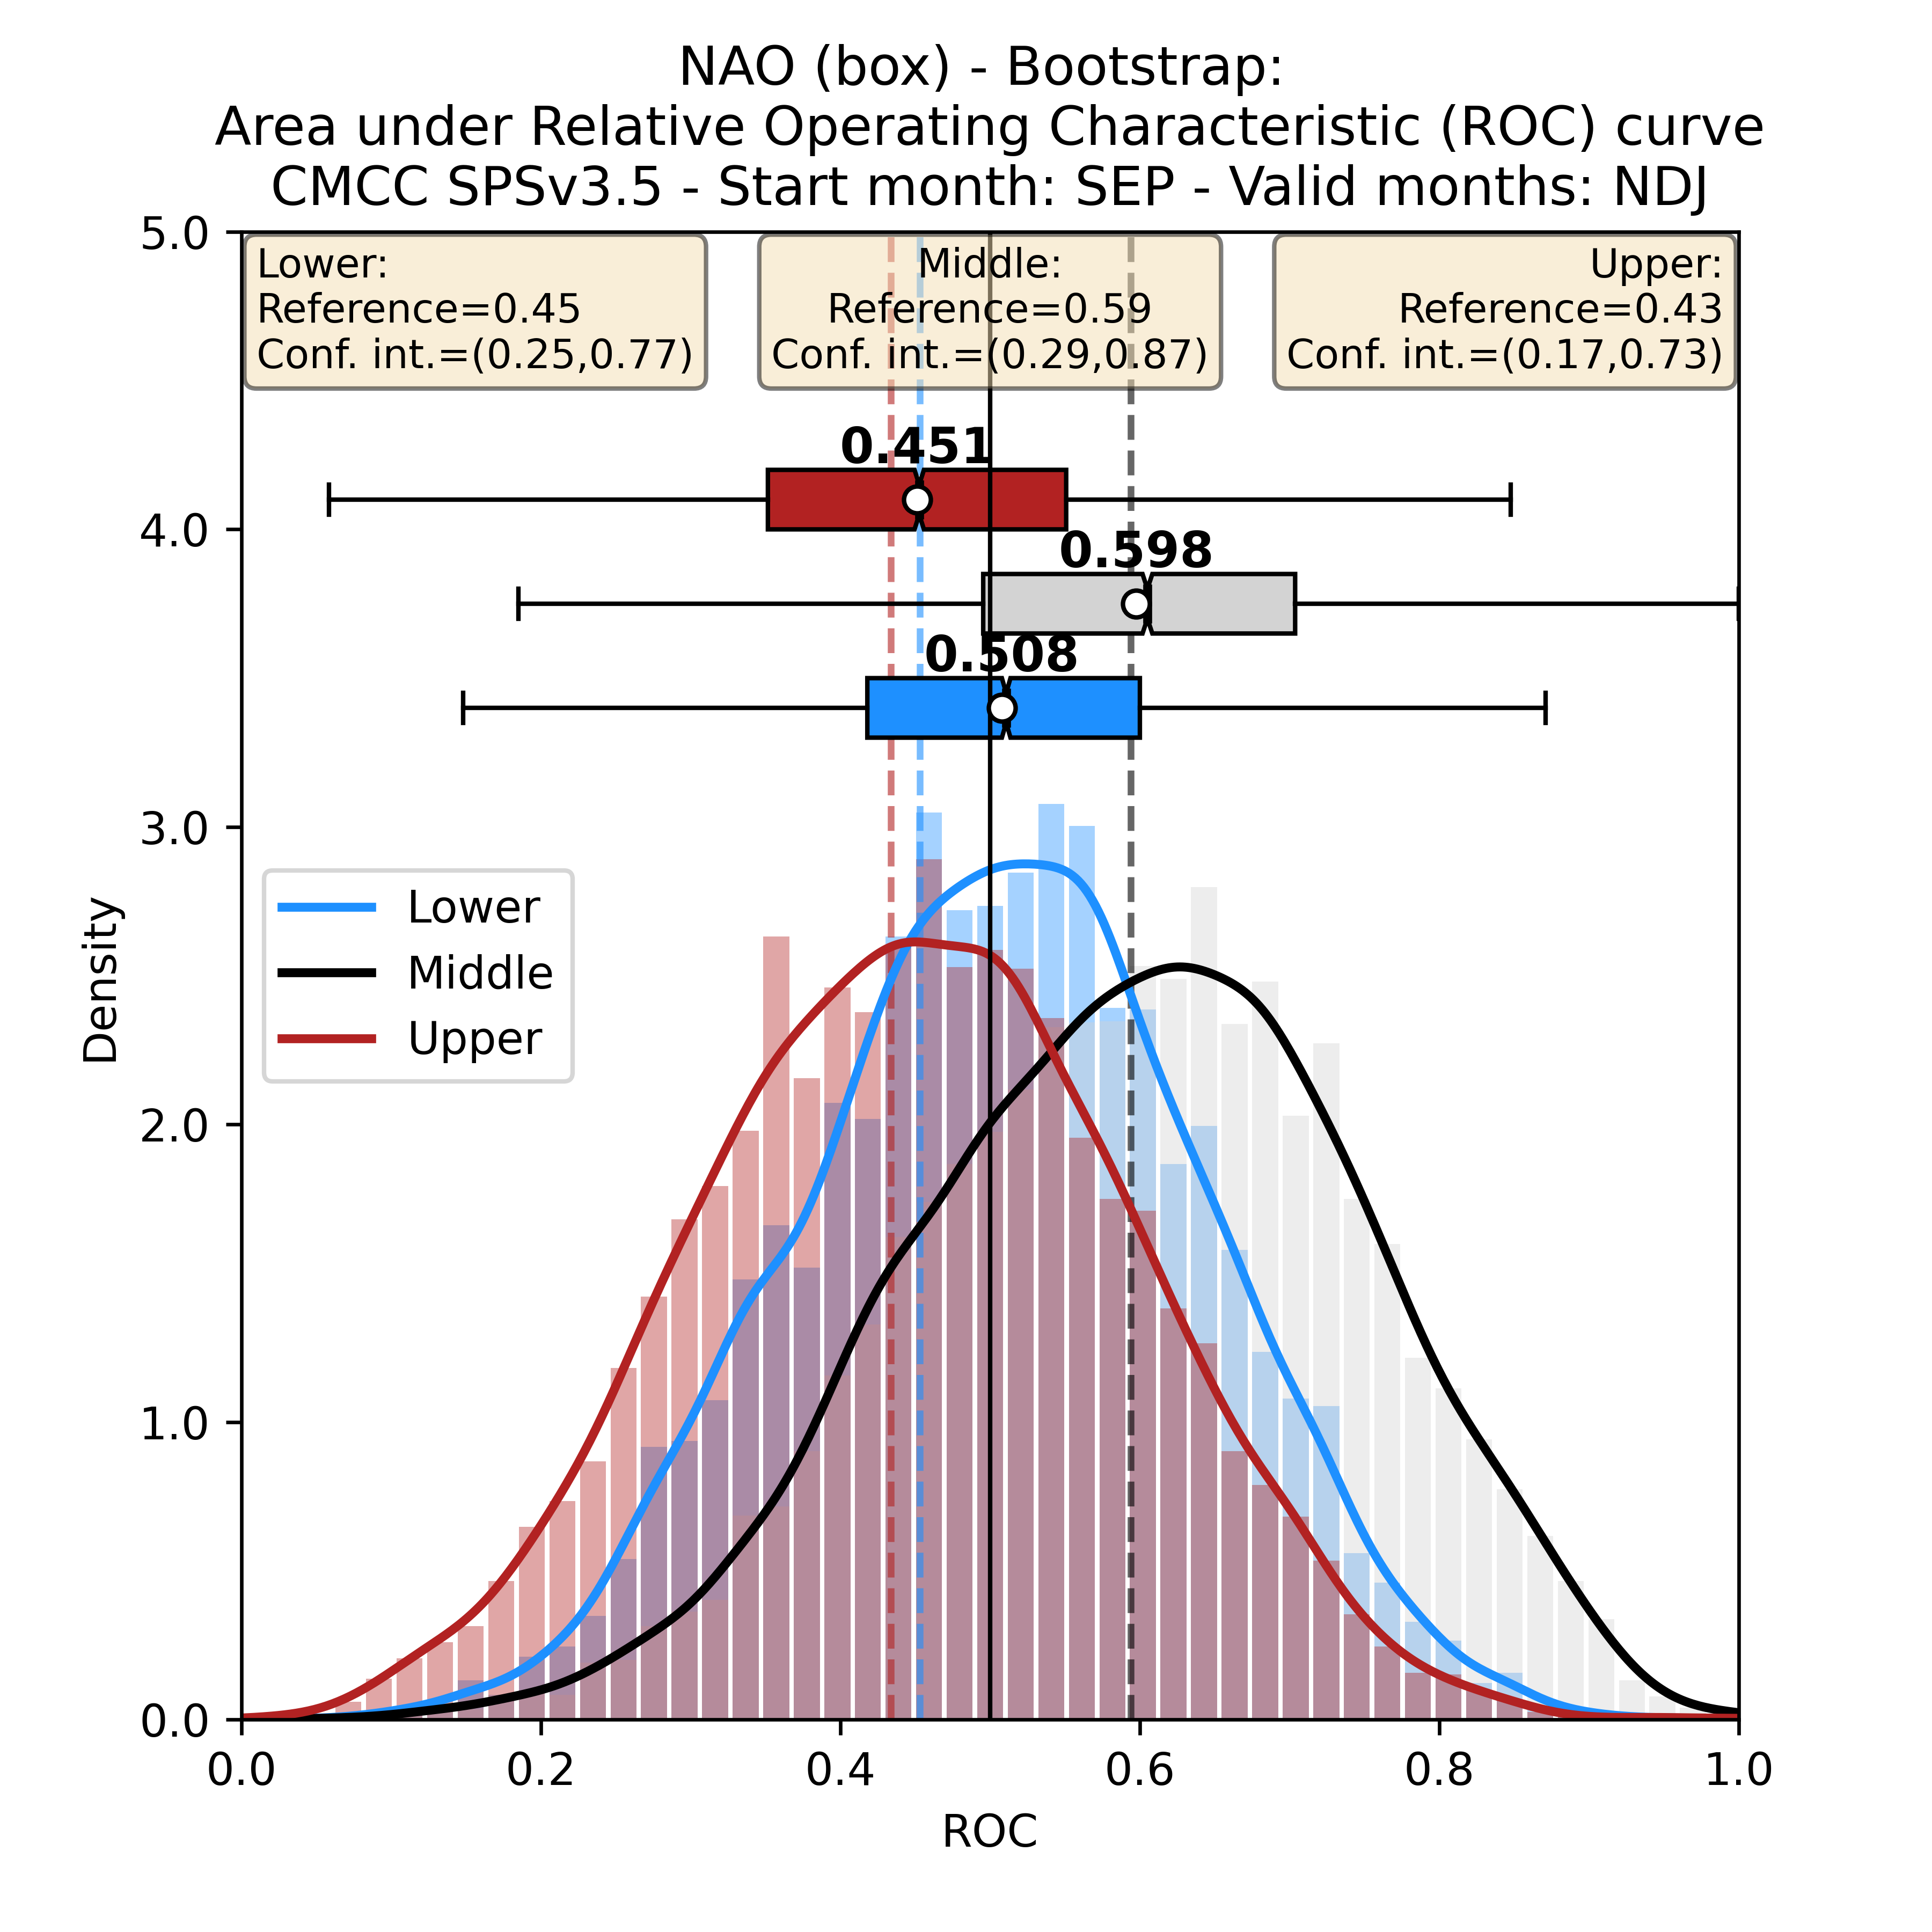 NAO (box) - Bootstrap:
Area under Relative Operating Characteristic (ROC) curve
CMCC SPSv3.5 - Start month: SEP - Valid months: NDJ
Lower:
Reference=0.45
Conf. int.=(0.25,0.77)
Middle:
Reference=0.59
Conf. int.=(0.29,0.87)
Upper:
Reference=0.43
Conf. int.=(0.17,0.73)
0.451
0.598
0.508
Lower
Middle
Upper
Density
5.0
4.0
3.0
2.0
1.0
0.0
0.0 0.2 0.4 0.6 0.8 1.0
ROC